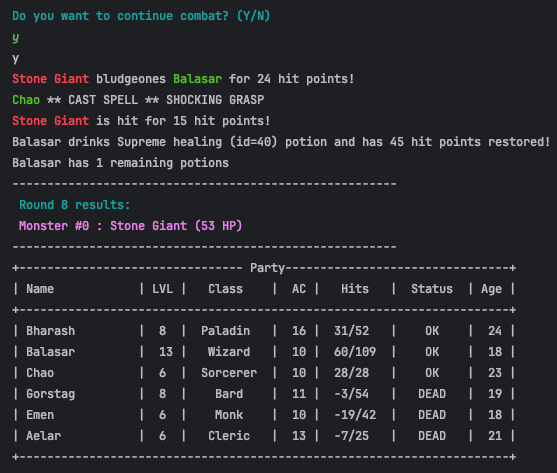 Do you want to continue combat? (Y/N)
y
y
Stone Giant bludgeones Balasar for 24 hit points!
Chao ** CAST SPELL ** SHOCKING GRASP
Stone Giant is hit for 15 hit points!
Balasar drinks Supreme healing (id=40) potion and has 45 hit points restored!
Balasar has 1 remaining potions
-------------------------------------------------------
Round 8 results:
Monster #0 : Stone Giant (53 HP)
-------------------------------------------------------
+-------------------------------- Party--------------------------------+
| Name | LVL | Class | AC | Hits | Status | Age |
+----------------------------------------------------------------------+
| Bharash | 8 | Paladin | 16 | 31/52 | OK | 24 |
| Balasar | 13 | Wizard | 10 | 60/109 | OK | 18 |
| Chao | 6 | Sorcerer | 10 | 28/28 | OK | 23 |
| Gorstag | 8 | Bard | 11 | -3/54 | DEAD | 19 |
| Emen | 6 | Monk | 10 | -19/42 | DEAD | 18 |
| Aelar | 6 | Cleric | 13 | -7/25 | DEAD | 21 |
+----------------------------------------------------------------------+